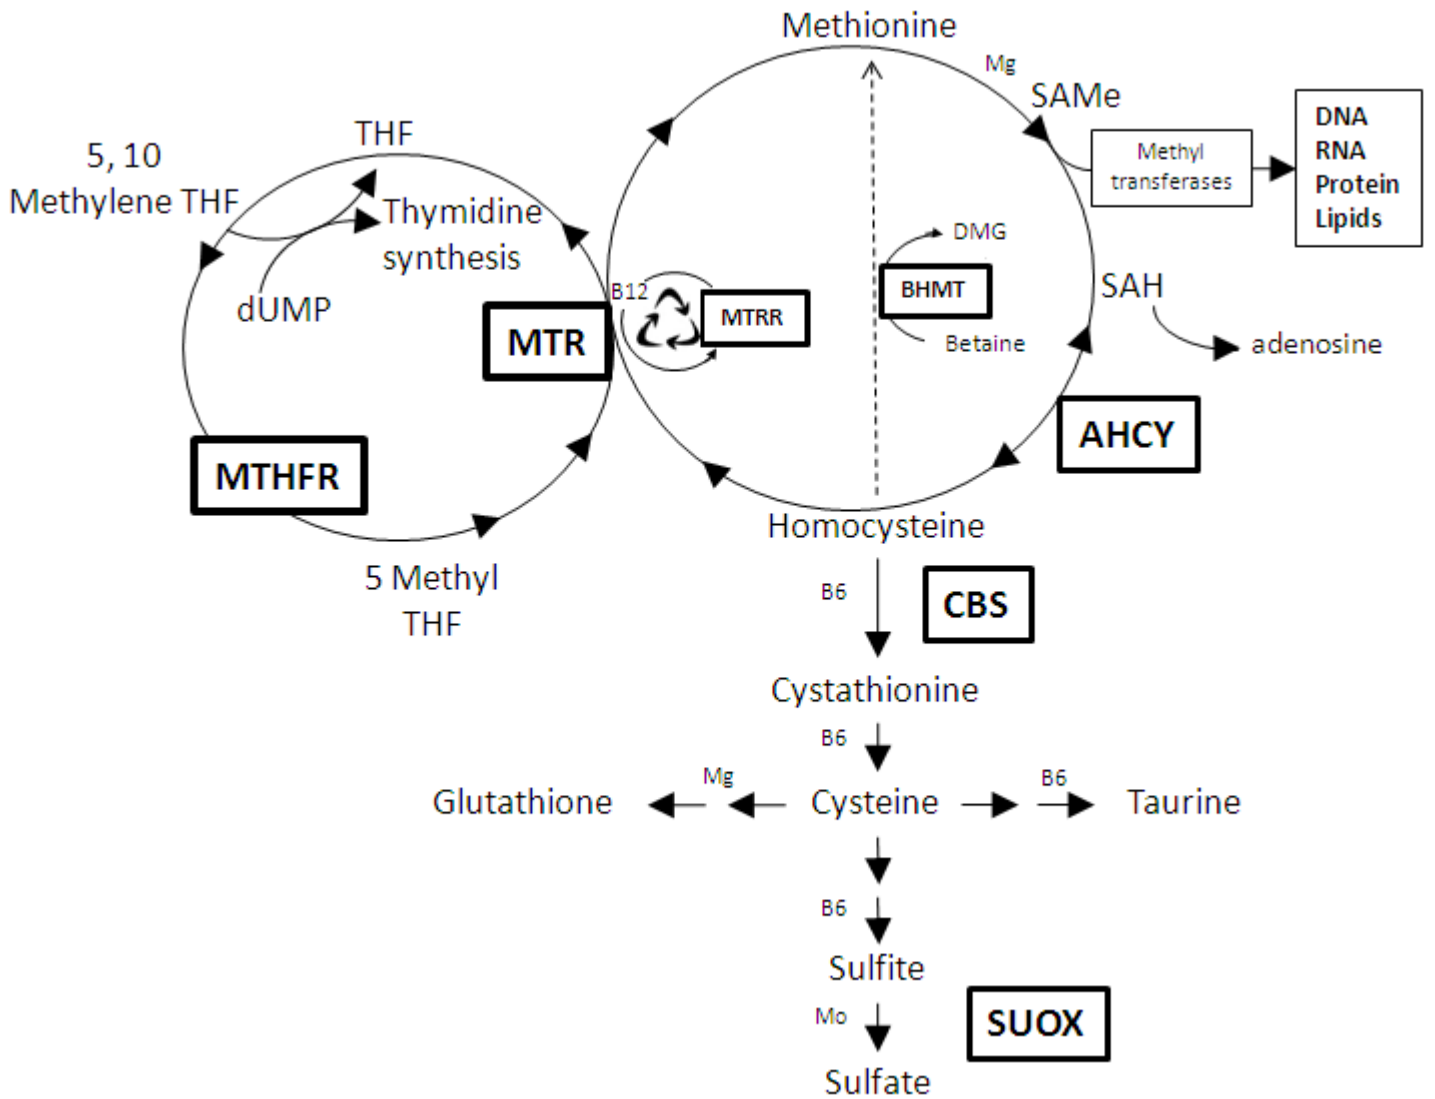 Methionine
Mg
SAMe
DNA
RNA
Protein
Lipids
Methyl
transferases
THF
5, 10
Methylene THF
Thymidine
synthesis
dUMP
DMG
BHMT
Betaine
SAH
adenosine
B12
MTRR
MTR
AHCY
MTHFR
Homocysteine
5 Methyl
THF
B6
CBS
Cystathionine
B6
Glutathione
Mg
Cysteine
B6
Taurine
B6
Sulfite
Mo
SUOX
Sulfate